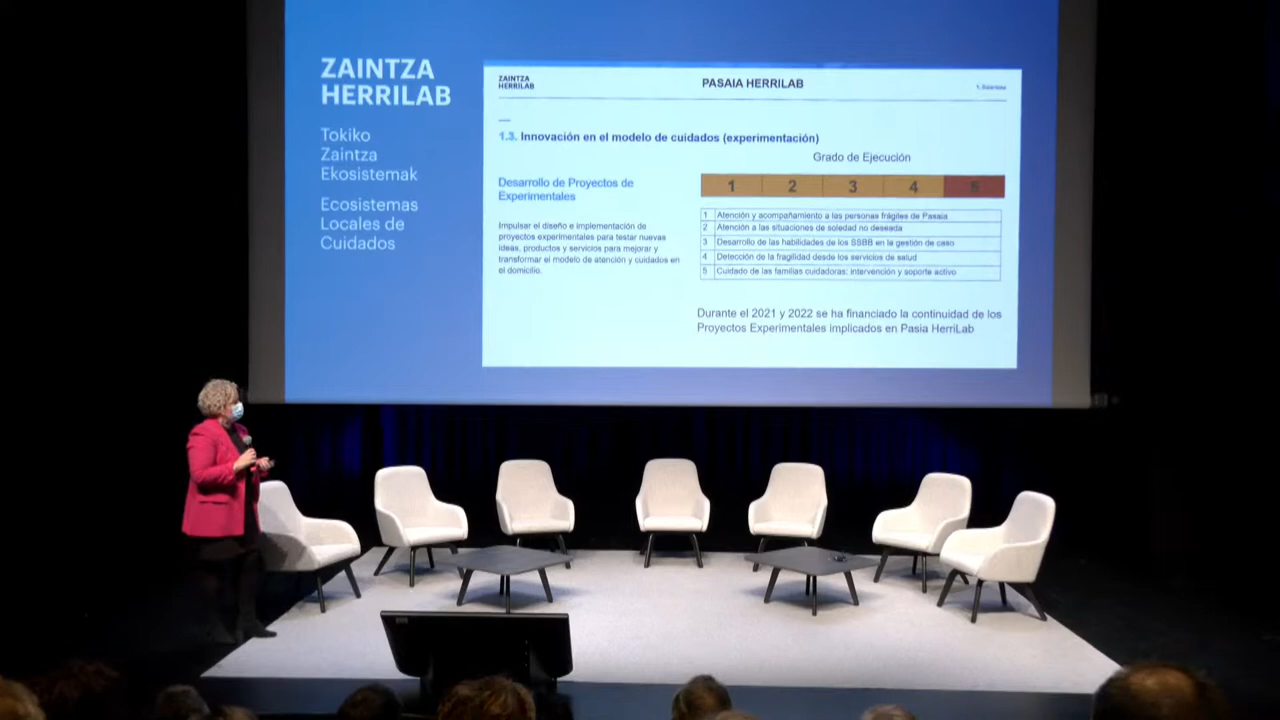 ZAINTZA
HERRILAB
Tokiko
Zaintza
Ekosistemak
Ecosistemas
Locales de
Cuidados
ZAINTZA
HERRILAB
PASAIA HERRILAB
1.3. Innovación en el modelo de cuidados (experimentación)
Grado de Ejecución
Desarrollo de Proyectos de
Experimentales
1 2 3 4 5
Impulsar el diseño e implementación de
proyectos experimentales para testar nuevas
ideas, productos y servicios para mejorar y
transformar el modelo de atención y cuidados en
el domicilio.
1 Atención y acompañamiento a las personas frágiles de Pasaia
2 Atención a las situaciones de soledad no deseada
3 Desarrollo de las habilidades de los SSBB en la gestión de caso
4 Detección de la fragilidad desde los servicios de salud
5 Cuidado de las familias cuidadoras: intervención y soporte activo
Durante el 2021 y 2022 se ha financiado la continuidad de los
Proyectos Experimentales implicados en Pasia HerriLab